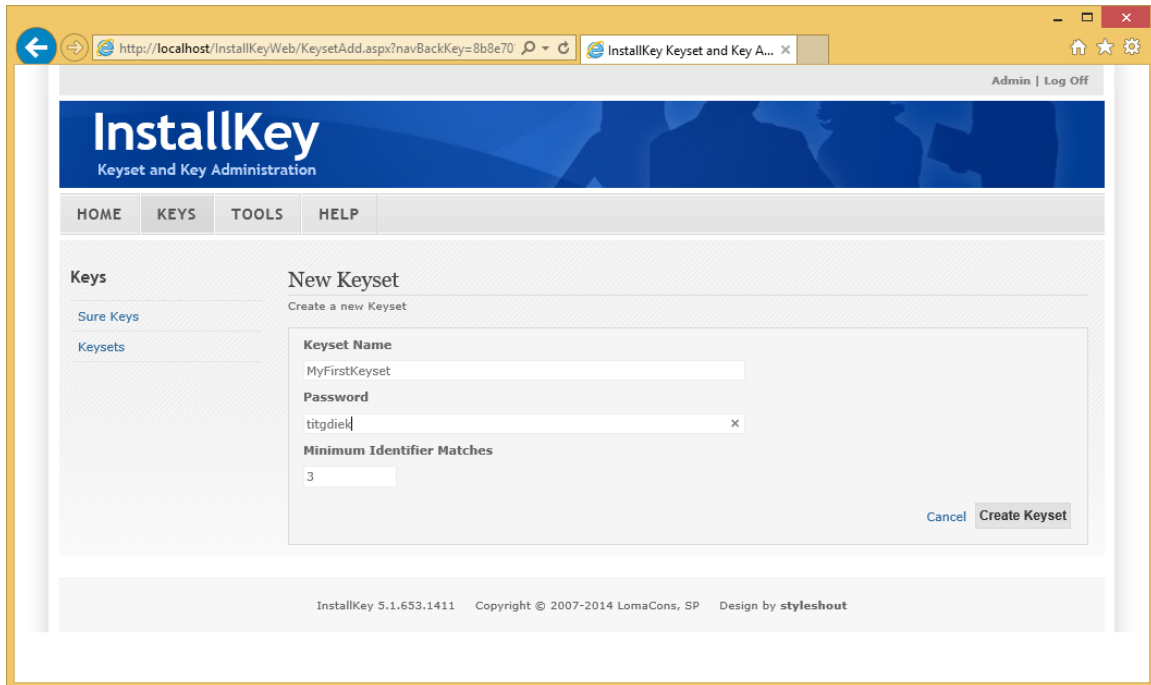 http://localhost/InstallKeyWeb/KeysetAdd.aspx?navBackKey=8b8e70
InstallKey Keyset and Key A...
Admin | Log Off
InstallKey
Keyset and Key Administration
HOME KEYS TOOLS HELP
Keys
Sure Keys
Keysets
New Keyset
Create a new Keyset
Keyset Name
MyFirstKeyset
Password
titgdiek
Minimum Identifier Matches
3
Cancel Create Keyset
InstallKey 5.1.653.1411 Copyright © 2007-2014 LomaCons, SP Design by styleshout